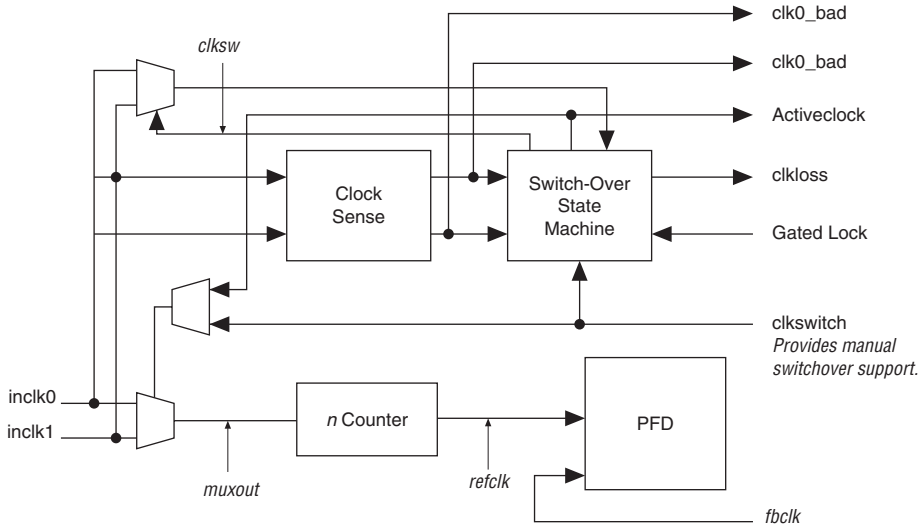 clk0_bad
clksw
clk0_bad
Activeclock
Clock
Sense
Switch-Over
State
Machine
clkloss
Gated Lock
clkswitch
Provides manual
switchover support.
inclk0
inclk1
n Counter
PFD
muxout
refclk
fbclk